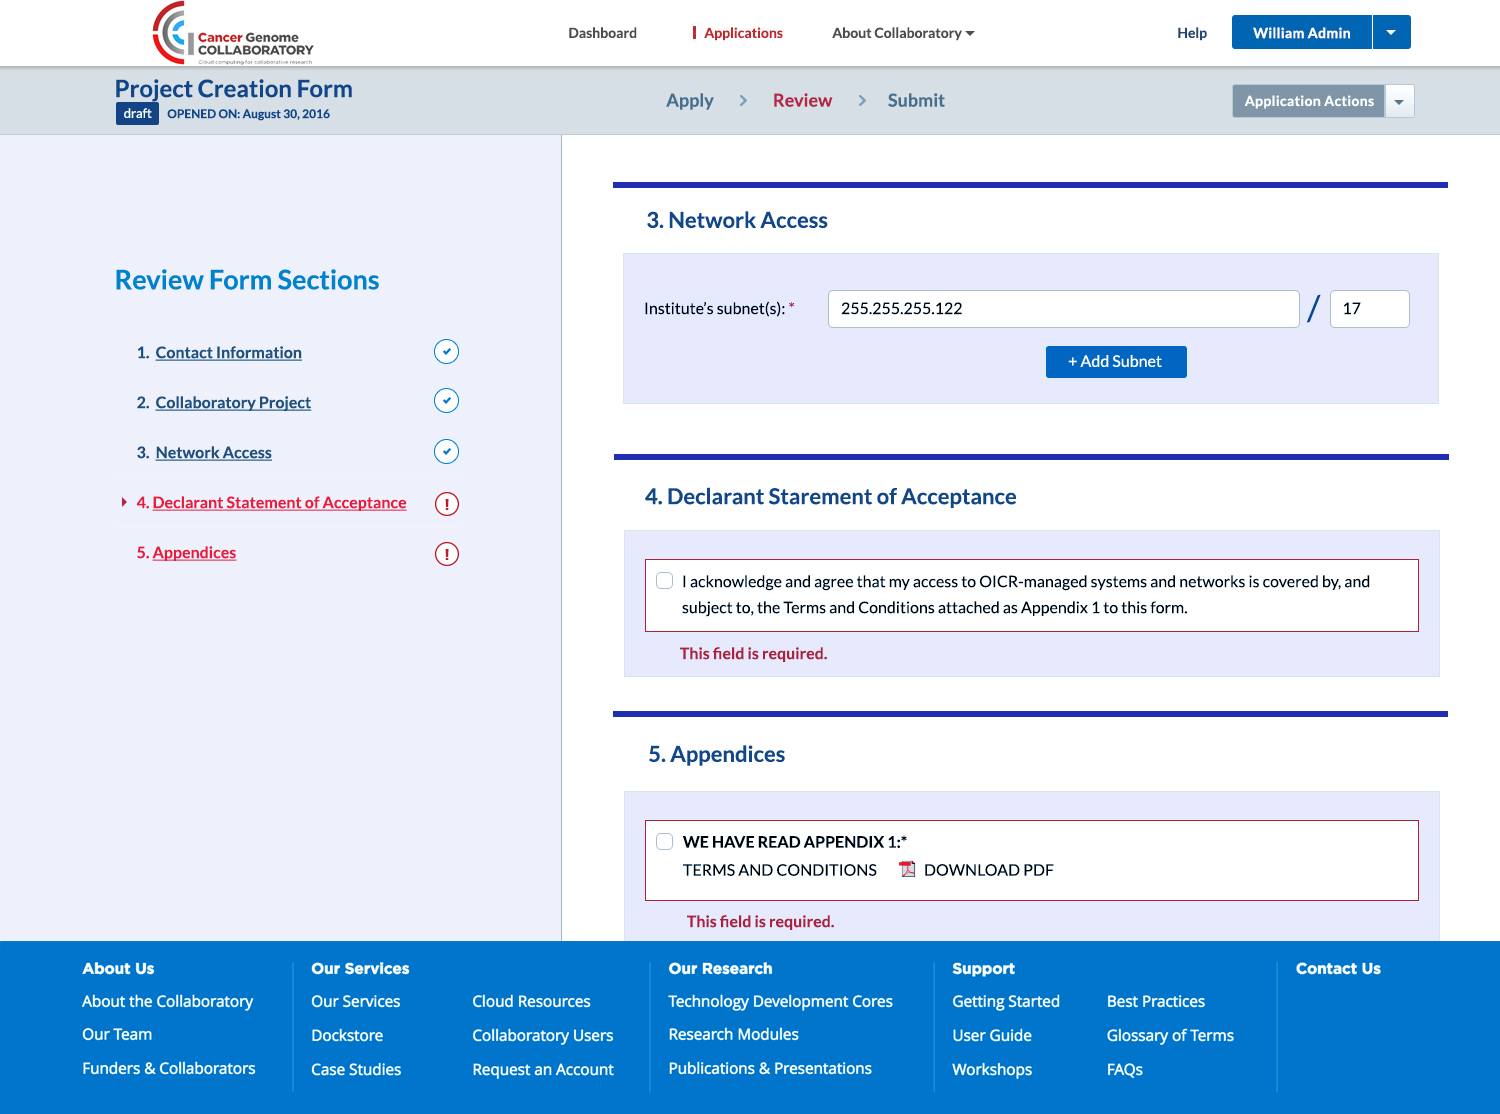 Cancer Genome
COLLABORATORY
Cloud computing for collaborative research
Dashboard
Applications
About Collaboratory
Help
William Admin
Project Creation Form
draft
OPENED ON: August 30, 2016
Apply
Review
Submit
Application Actions
Review Form Sections
1. Contact Information
2. Collaboratory Project
3. Network Access
4. Declarant Statement of Acceptance
!
5. Appendices
!
3. Network Access
Institute's subnet(s): *
255.255.255.122
/
17
+ Add Subnet
4. Declarant Starement of Acceptance
I acknowledge and agree that my access to OICR-managed systems and networks is covered by, and
subject to, the Terms and Conditions attached as Appendix 1 to this form.
This field is required.
5. Appendices
WE HAVE READ APPENDIX 1:*
TERMS AND CONDITIONS
DOWNLOAD PDF
This field is required.
About Us
About the Collaboratory
Our Team
Funders & Collaborators
Our Services
Our Services
Dockstore
Case Studies
Cloud Resources
Collaboratory Users
Request an Account
Our Research
Technology Development Cores
Research Modules
Publications & Presentations
Support
Getting Started
User Guide
Workshops
Best Practices
Glossary of Terms
FAQs
Contact Us